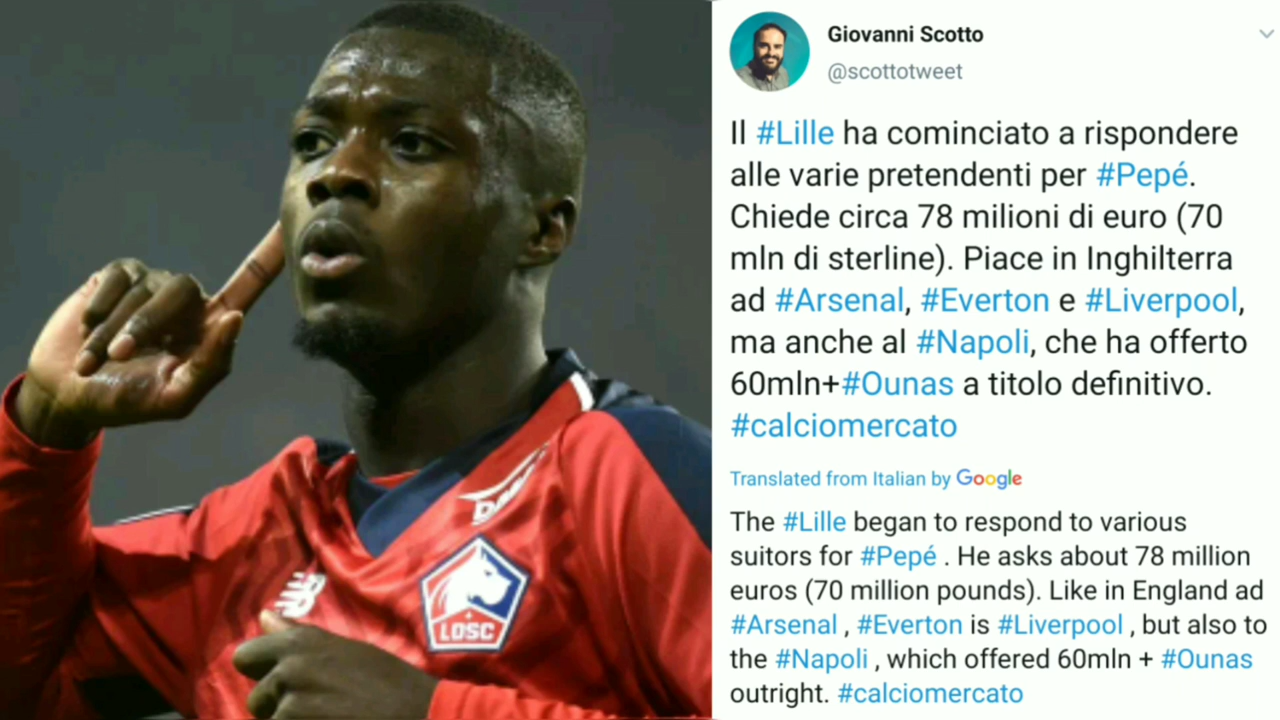 Giovanni Scotto
@scottotweet
Il #Lille ha cominciato a rispondere
alle varie pretendenti per #Pepé.
Chiede circa 78 milioni di euro (70
mln di sterline). Piace in Inghilterra
ad #Arsenal, #Everton e #Liverpool,
ma anche al #Napoli, che ha offerto
60mln+#Ounas a titolo definitivo.
#calciomercato
Translated from Italian by Google
The #Lille began to respond to various
suitors for #Pepé . He asks about 78 million
euros (70 million pounds). Like in England ad
#Arsenal , #Everton is #Liverpool , but also to
the #Napoli , which offered 60mln + #Ounas
outright. #calciomercato
NB
LOSC